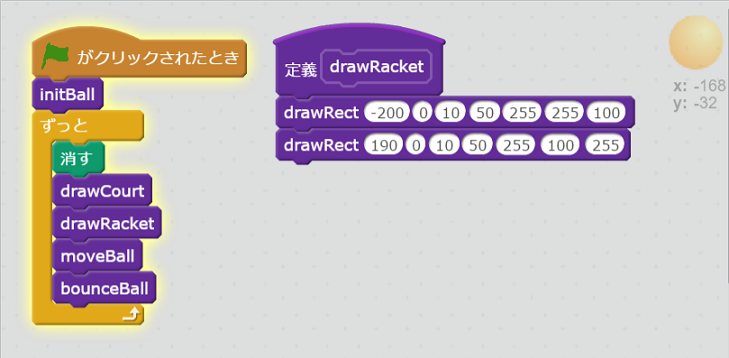 がクリックされたとき
initBall
ずっと
消す
drawCourt
drawRacket
moveBall
bounceBall
定義 drawRacket
drawRect -200 0 10 50 255 255 100
drawRect 190 0 10 50 255 100 255
x: -168
y: -32